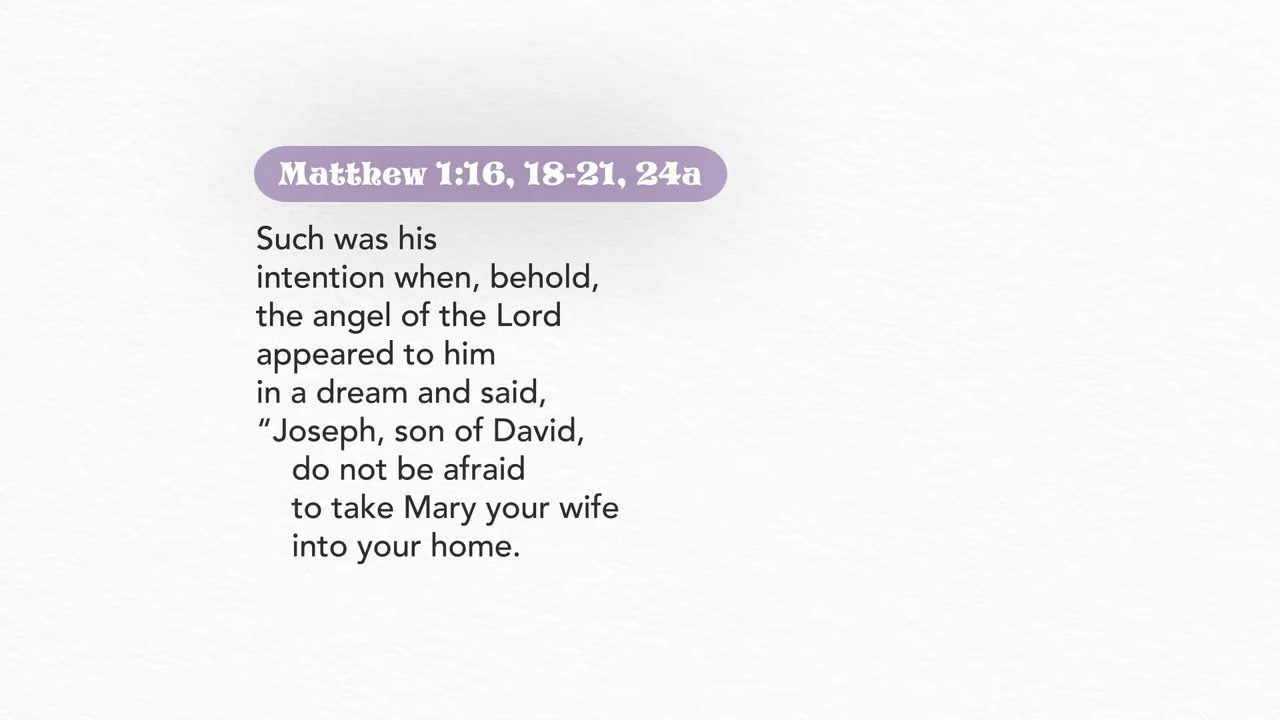 Matthew 1:16, 18-21, 24a
Such was his
intention when, behold,
the angel of the Lord
appeared to him
in a dream and said,
“Joseph, son of David,
do not be afraid
to take Mary your wife
into your home.